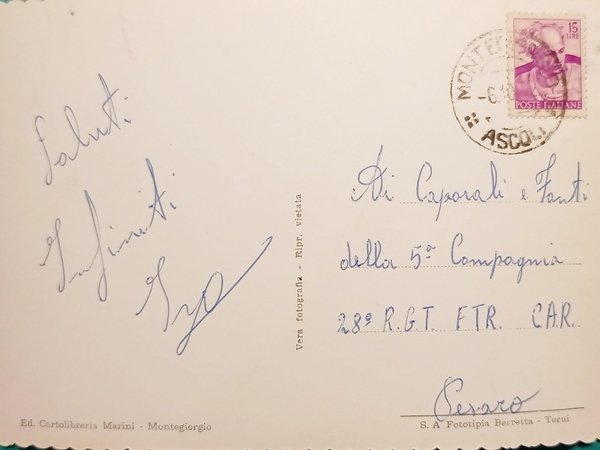 Saluti
Infiniti
15
LIRE
POSTE ITALIANE
ASCOLI
Ai Caporali e Fanti
della 5ª Compagnia
28º R.G.T. FTR. CAR.
Pesaro
Vera fotografia - Ripr. vietata
Ed. Cartolibreria Marini - Montegiorgio
S. A Fototipia Berretta - Terni